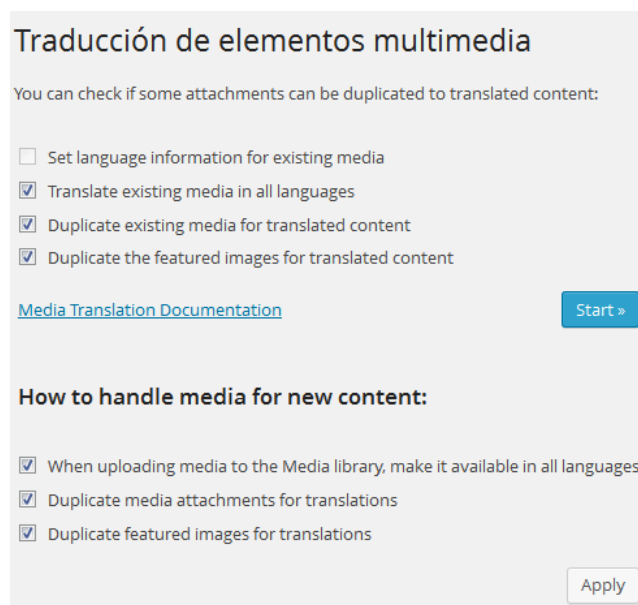 Traducción de elementos multimedia
You can check if some attachments can be duplicated to translated content:
Set language information for existing media
Translate existing media in all languages
Duplicate existing media for translated content
Duplicate the featured images for translated content
Media Translation Documentation
Start »
How to handle media for new content:
When uploading media to the Media library, make it available in all languages
Duplicate media attachments for translations
Duplicate featured images for translations
Apply